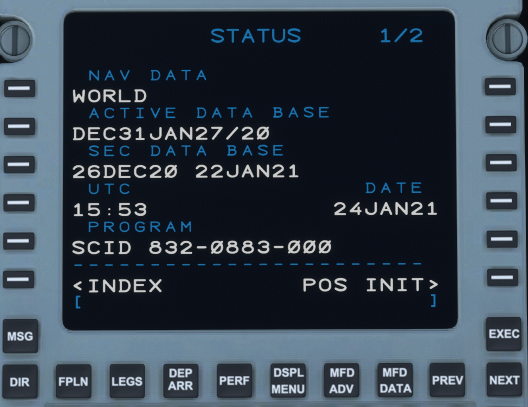 STATUS 1/2
NAV DATA
WORLD
ACTIVE DATA BASE
DEC31JAN27/20
SEC DATA BASE
26DEC20 22JAN21
UTC DATE
15:53 24JAN21
PROGRAM
SCID 832-0883-000
--------------------------
<INDEX POS INIT>
[ ]
MSG EXEC
DIR FPLN LEGS DEP ARR PERF DSPL MENU MFD ADV MFD DATA PREV NEXT